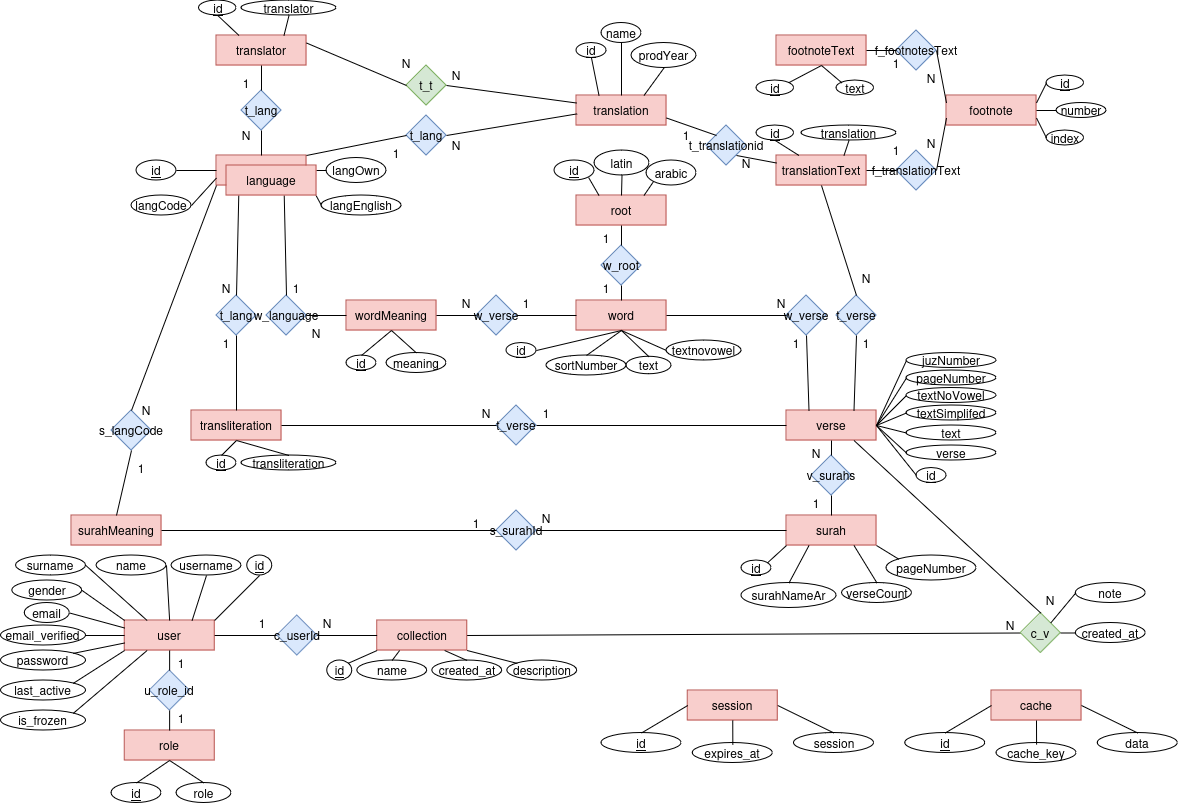 id
translator
translator
1
t_lang
N
N
t_t
N
1
t_lang
N
name
id
prodYear
translation
1
t_translationid
N
footnoteText
id
text
f_footnotesText
1
N
footnote
id
number
index
id
translation
translationText
1
f_translationText
N
id
langCode
language
langOwn
langEnglish
id
latin
arabic
root
1
w_root
1
N
t_lang
1
1
w_language
N
wordMeaning
id
meaning
N
w_verse
1
word
id
sortNumber
text
textnovowel
N
w_verse
1
N
t_verse
1
N
s_langCode
1
transliteration
id
transliteration
N
t_verse
1
verse
juzNumber
pageNumber
textNoVowel
textSimplifed
text
verse
id
N
v_surahs
1
surahMeaning
1
s_surahId
N
surah
id
surahNameAr
verseCount
pageNumber
surname
name
username
id
gender
email
email_verified
password
last_active
is_frozen
user
1
c_userId
N
collection
id
name
created_at
description
N
N
c_v
note
created_at
1
u_role_id
1
role
id
role
session
id
expires_at
session
cache
id
cache_key
data